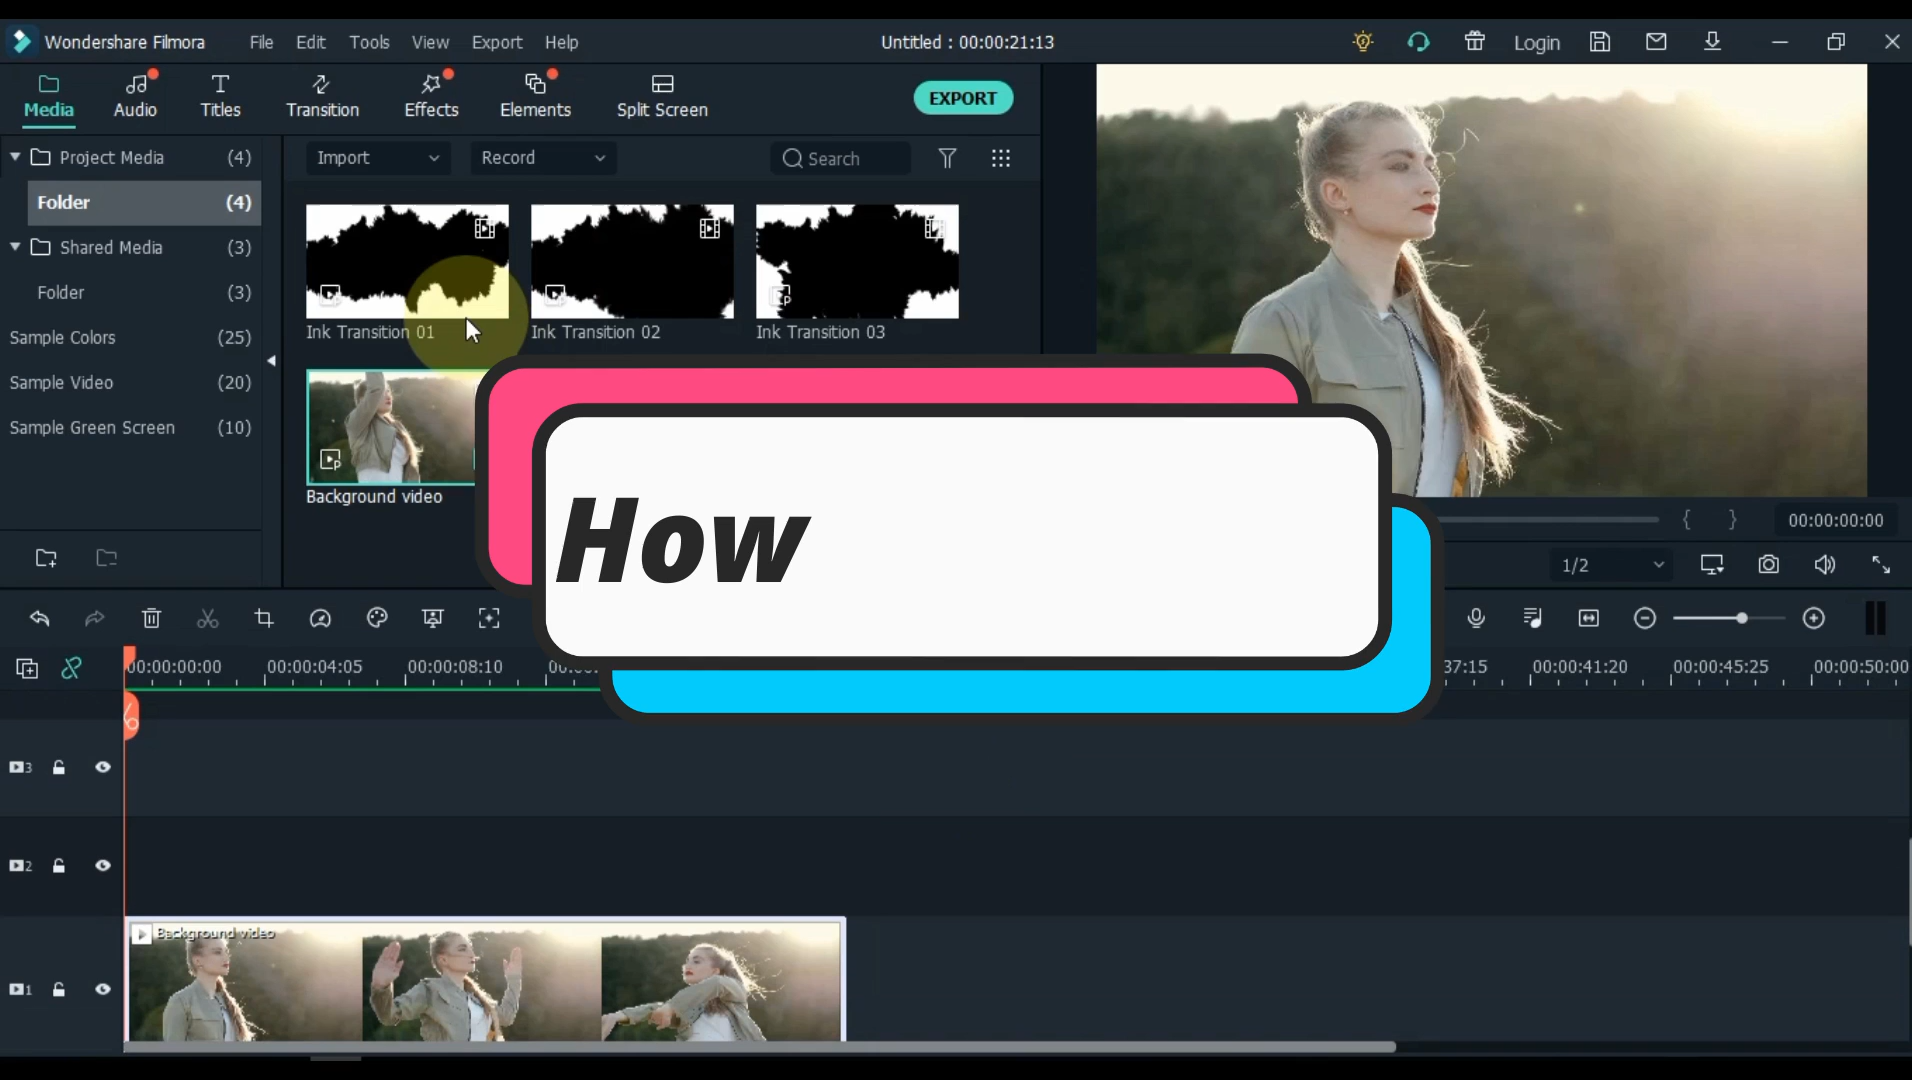 Wondershare Filmora File Edit Tools View Export Help Untitled : 00:00:21:13 Login
Media Audio Titles Transition Effects Elements Split Screen EXPORT
Project Media (4) Import Record Search
Folder (4)
Shared Media (3)
Folder (3)
Sample Colors (25)
Sample Video (20)
Sample Green Screen (10)
Ink Transition 01 Ink Transition 02 Ink Transition 03
Background video
How
{ } 00:00:00:00
1/2
00:00:00:00 00:00:04:05 00:00:08:10 37:15 00:00:41:20 00:00:45:25 00:00:50:00
3
2
Background video
1